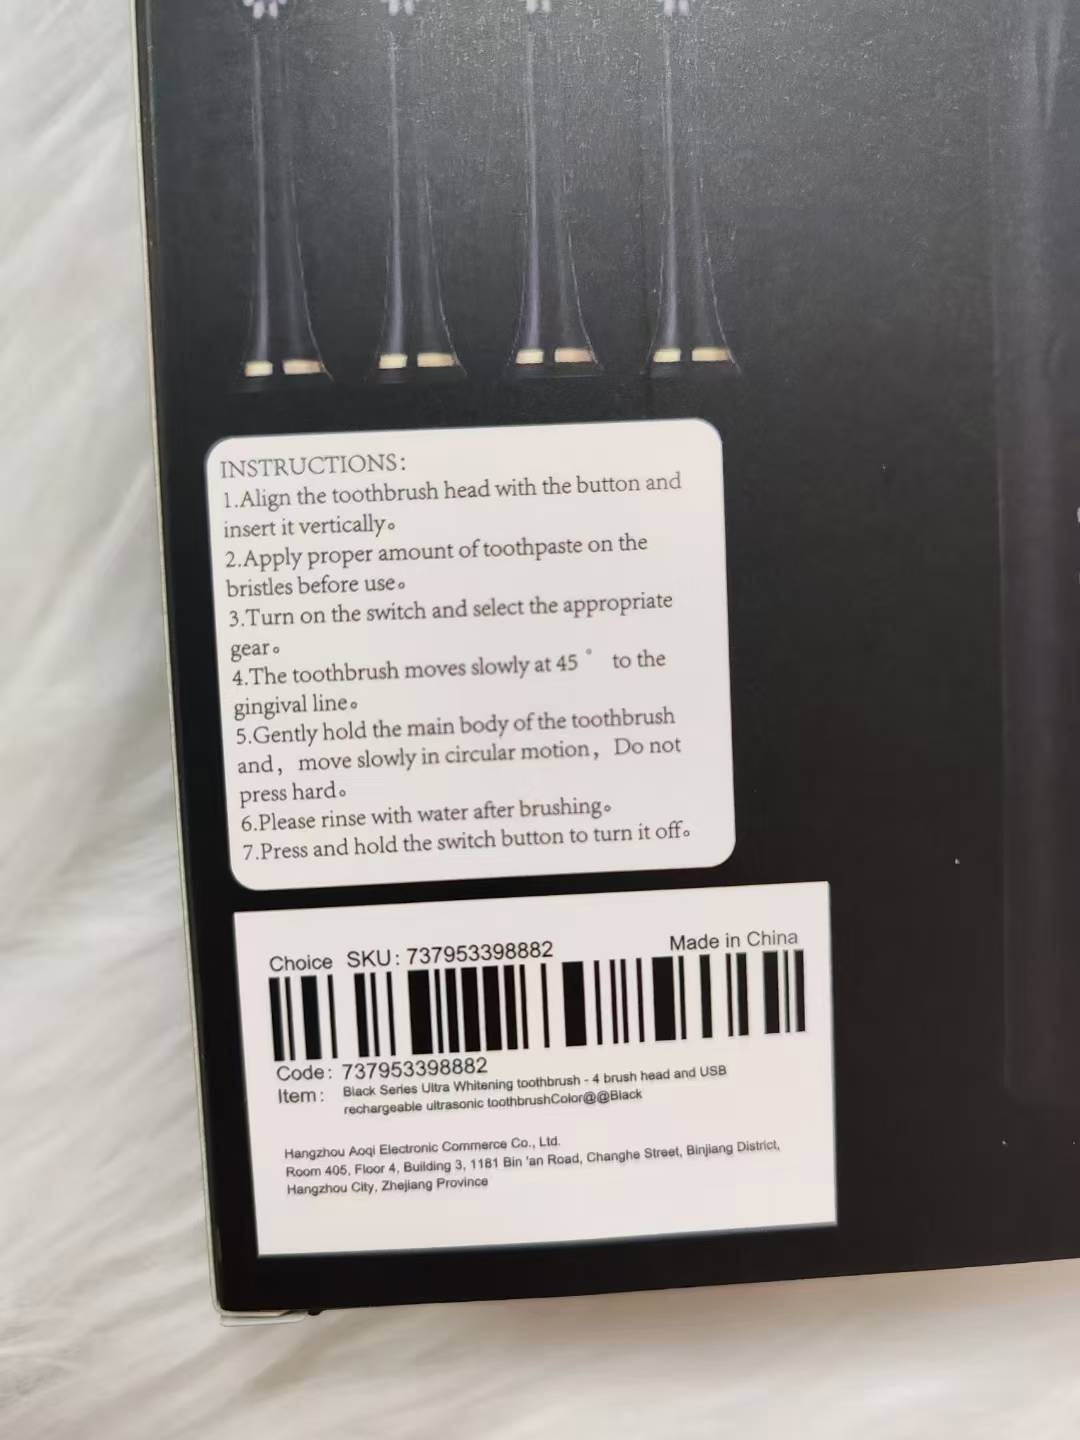 INSTRUCTIONS:
1.Align the toothbrush head with the button and
insert it vertically。
2.Apply proper amount of toothpaste on the
bristles before use。
3.Turn on the switch and select the appropriate
gear。
4.The toothbrush moves slowly at 45° to the
gingival line。
5.Gently hold the main body of the toothbrush
and，move slowly in circular motion，Do not
press hard。
6.Please rinse with water after brushing。
7.Press and hold the switch button to turn it off。
Choice SKU: 737953398882 Made in China
Code: 737953398882
Item: Black Series Ultra Whitening toothbrush - 4 brush head and USB
rechargeable ultrasonic toothbrushColor@@Black
Hangzhou Aoqi Electronic Commerce Co., Ltd.
Room 405, Floor 4, Building 3, 1181 Bin 'an Road, Changhe Street, Binjiang District,
Hangzhou City, Zhejiang Province